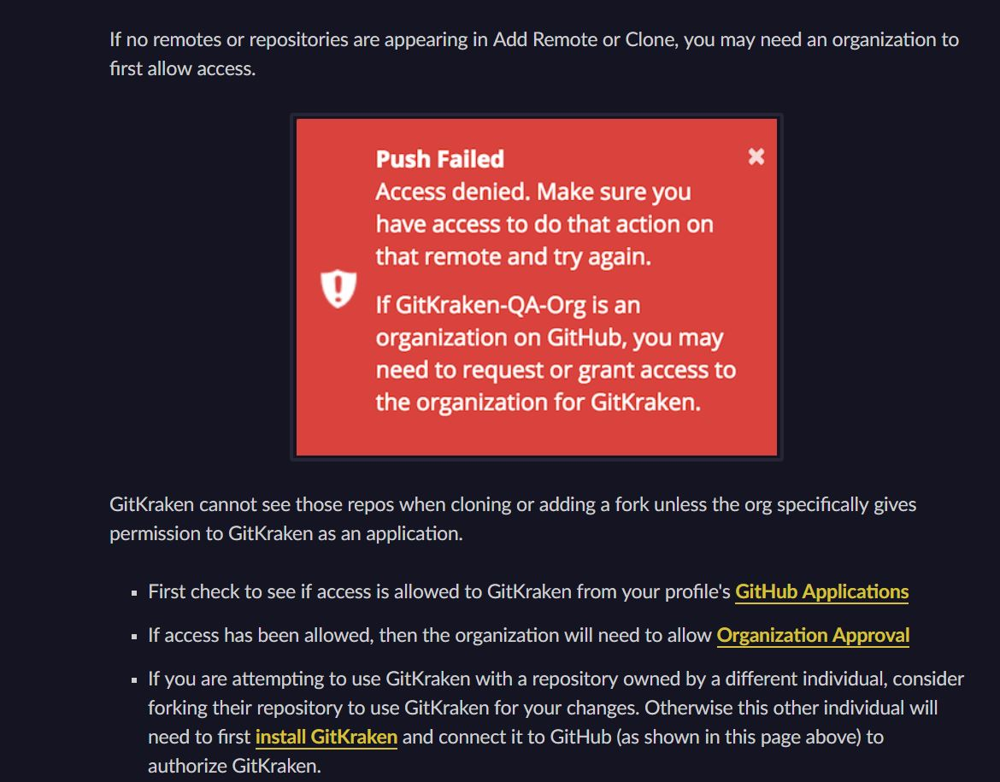 If no remotes or repositories are appearing in Add Remote or Clone, you may need an organization to
first allow access.
Push Failed
Access denied. Make sure you
have access to do that action on
that remote and try again.
If GitKraken-QA-Org is an
organization on GitHub, you may
need to request or grant access to
the organization for GitKraken.
GitKraken cannot see those repos when cloning or adding a fork unless the org specifically gives
permission to GitKraken as an application.
▪ First check to see if access is allowed to GitKraken from your profile's GitHub Applications
▪ If access has been allowed, then the organization will need to allow Organization Approval
▪ If you are attempting to use GitKraken with a repository owned by a different individual, consider
forking their repository to use GitKraken for your changes. Otherwise this other individual will
need to first install GitKraken and connect it to GitHub (as shown in this page above) to
authorize GitKraken.